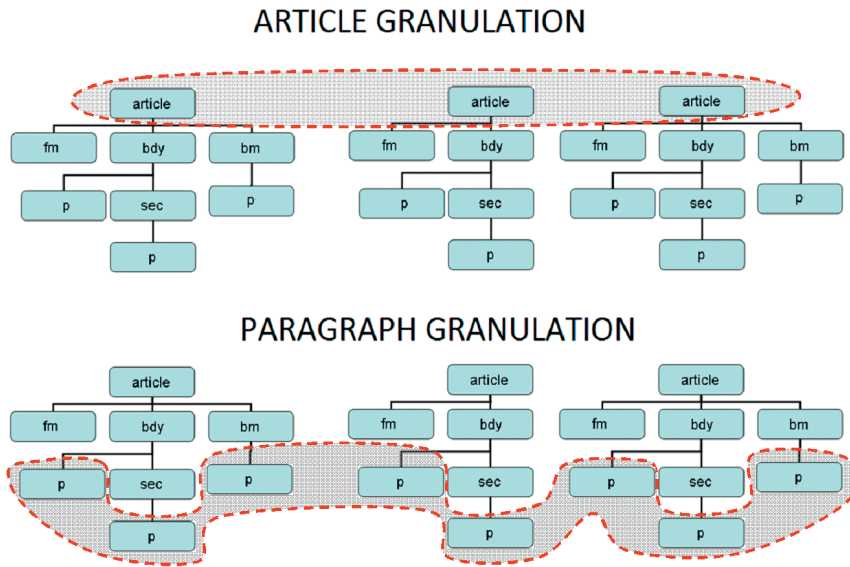 ARTICLE GRANULATION
article article article
fm bdy bm fm bdy fm bdy bm
p sec p p sec p sec p
p p p
PARAGRAPH GRANULATION
article article article
fm bdy bm fm bdy fm bdy bm
p sec p p sec p sec p
p p p